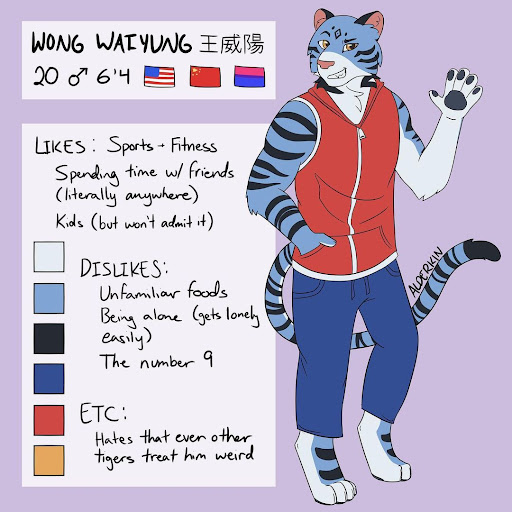 WONG WAIYUNG 王威陽
20 ♂ 6'4
LIKES: Sports + Fitness
Spending time w/ friends
(literally anywhere)
Kids (but won't admit it)
DISLIKES:
Unfamiliar foods
Being alone (gets lonely
easily)
The number 9
ETC:
Hates that ever other
tigers treat him weird
ALDERKIN